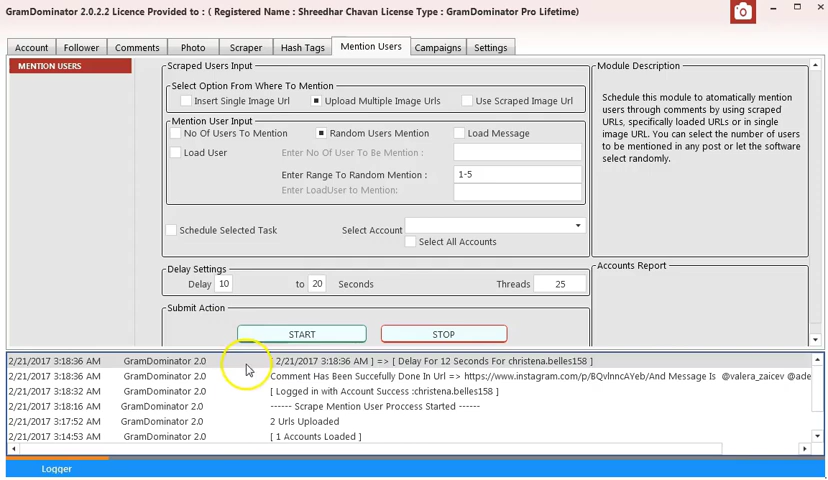 GramDominator 2.0.2.2 Licence Provided to : ( Registered Name : Shreedhar Chavan License Type : GramDominator Pro Lifetime)
Account
Follower
Comments
Photo
Scraper
Hash Tags
Mention Users
Campaigns
Settings
MENTION USERS
Scraped Users Input
Select Option From Where To Mention
Insert Single Image Url
Upload Multiple Image Urls
Use Scraped Image Url
Mention User Input
No Of Users To Mention
Random Users Mention
Load Message
Load User
Enter No Of User To Be Mention :
Enter Range To Random Mention :
1-5
Enter LoadUser to Mention:
Schedule Selected Task
Select Account
Select All Accounts
Delay Settings
Delay 10 to 20 Seconds Threads 25
Submit Action
START
STOP
Module Description
Schedule this module to atomatically mention
users through comments by using scraped
URLs, specifically loaded URLs or in single
image URL. You can select the number of users
to be mentioned in any post or let the software
select randomly.
Accounts Report
2/21/2017 3:18:36 AM GramDominator 2.0 2/21/2017 3:18:36 AM ] => [ Delay For 12 Seconds For christena.belles158 ]
2/21/2017 3:18:36 AM GramDominator 2.0 Comment Has Been Succefully Done In Url => https://www.instagram.com/p/BQvlnncAYeb/And Message Is @valera_zaicev @ade
2/21/2017 3:18:32 AM GramDominator 2.0 [ Logged in with Account Success :christena.belles158 ]
2/21/2017 3:18:16 AM GramDominator 2.0 ------ Scrape Mention User Proccess Started ------
2/21/2017 3:17:52 AM GramDominator 2.0 2 Urls Uploaded
2/21/2017 3:14:53 AM GramDominator 2.0 [ 1 Accounts Loaded ]
Logger